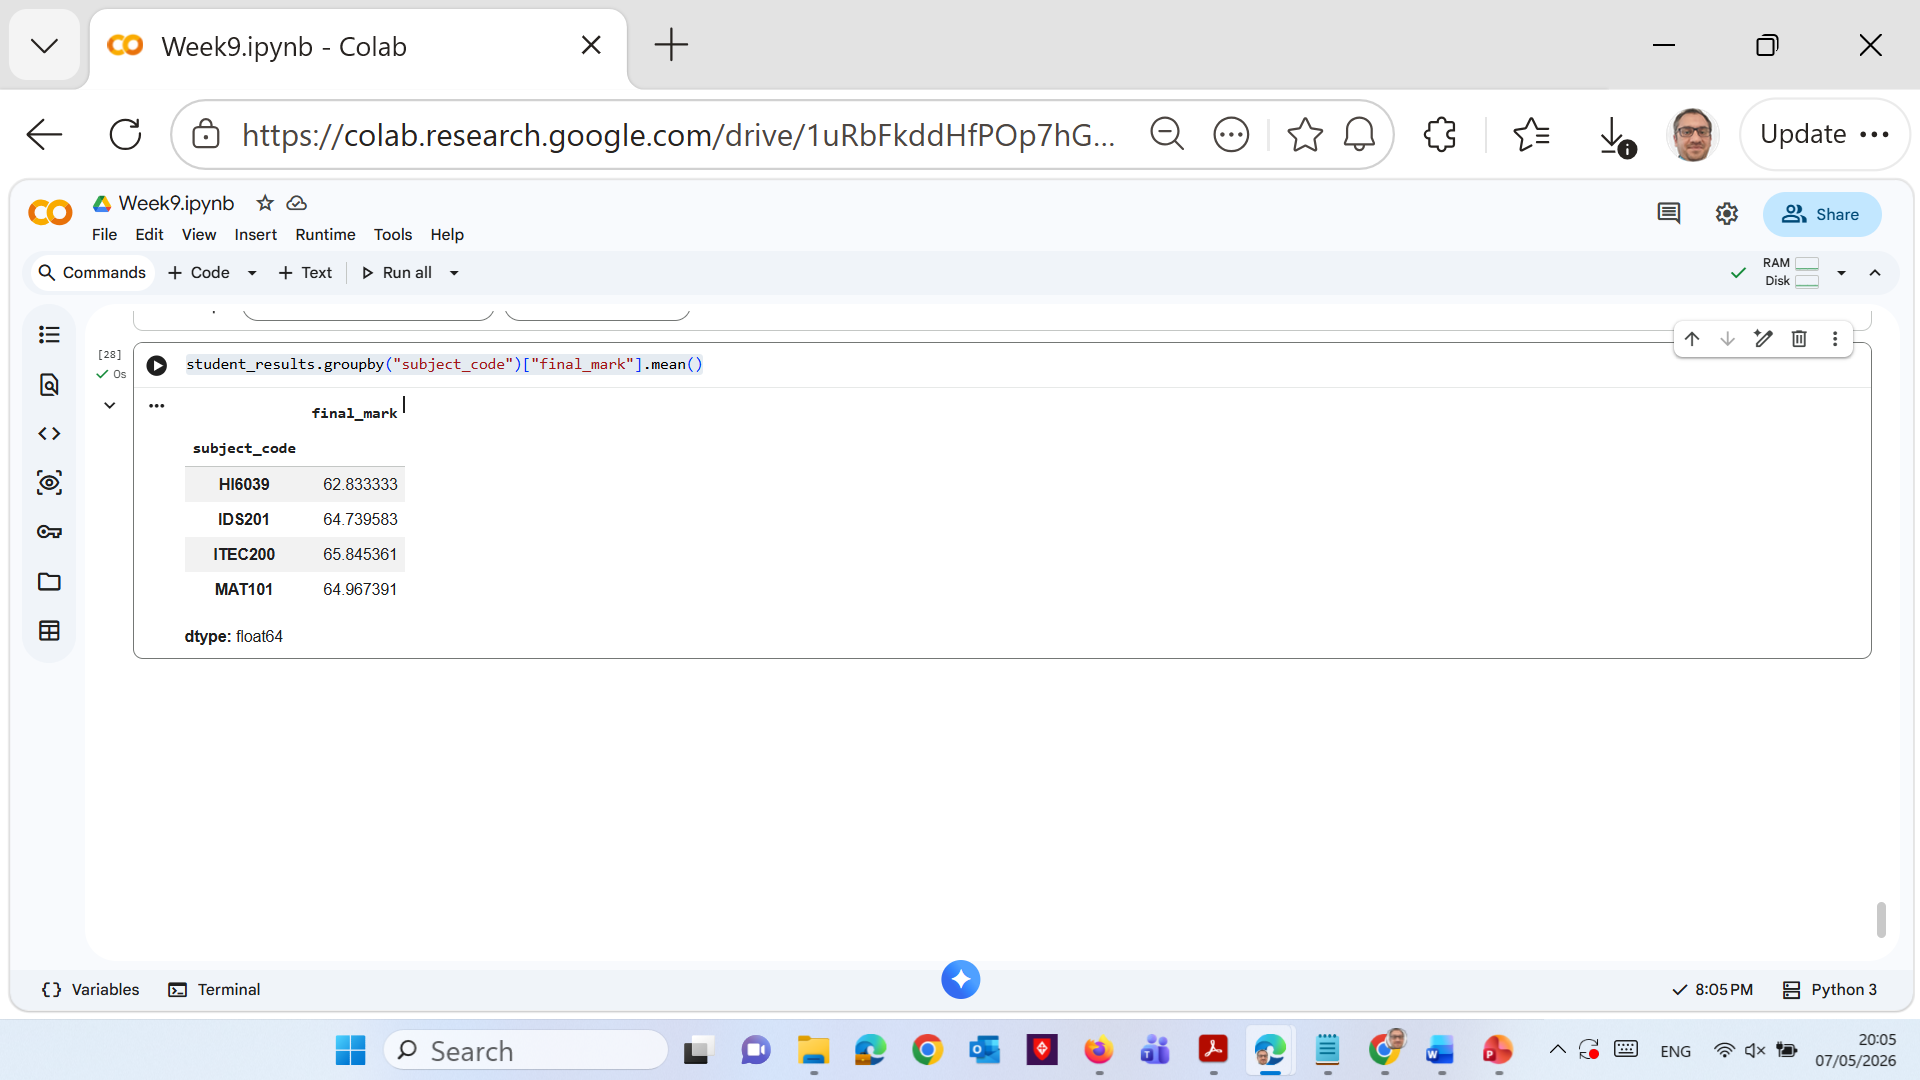 Week9.ipynb - Colab
https://colab.research.google.com/drive/1uRbFkddHfPOp7hG...
Update
Week9.ipynb
Share
File Edit View Insert Runtime Tools Help
Commands + Code + Text Run all
RAM
Disk
[28]
0s
student_results.groupby("subject_code")["final_mark"].mean()
final_mark
subject_code
HI6039 62.833333
IDS201 64.739583
ITEC200 65.845361
MAT101 64.967391
dtype: float64
Variables Terminal
8:05 PM Python 3
Search
ENG
20:05
07/05/2026